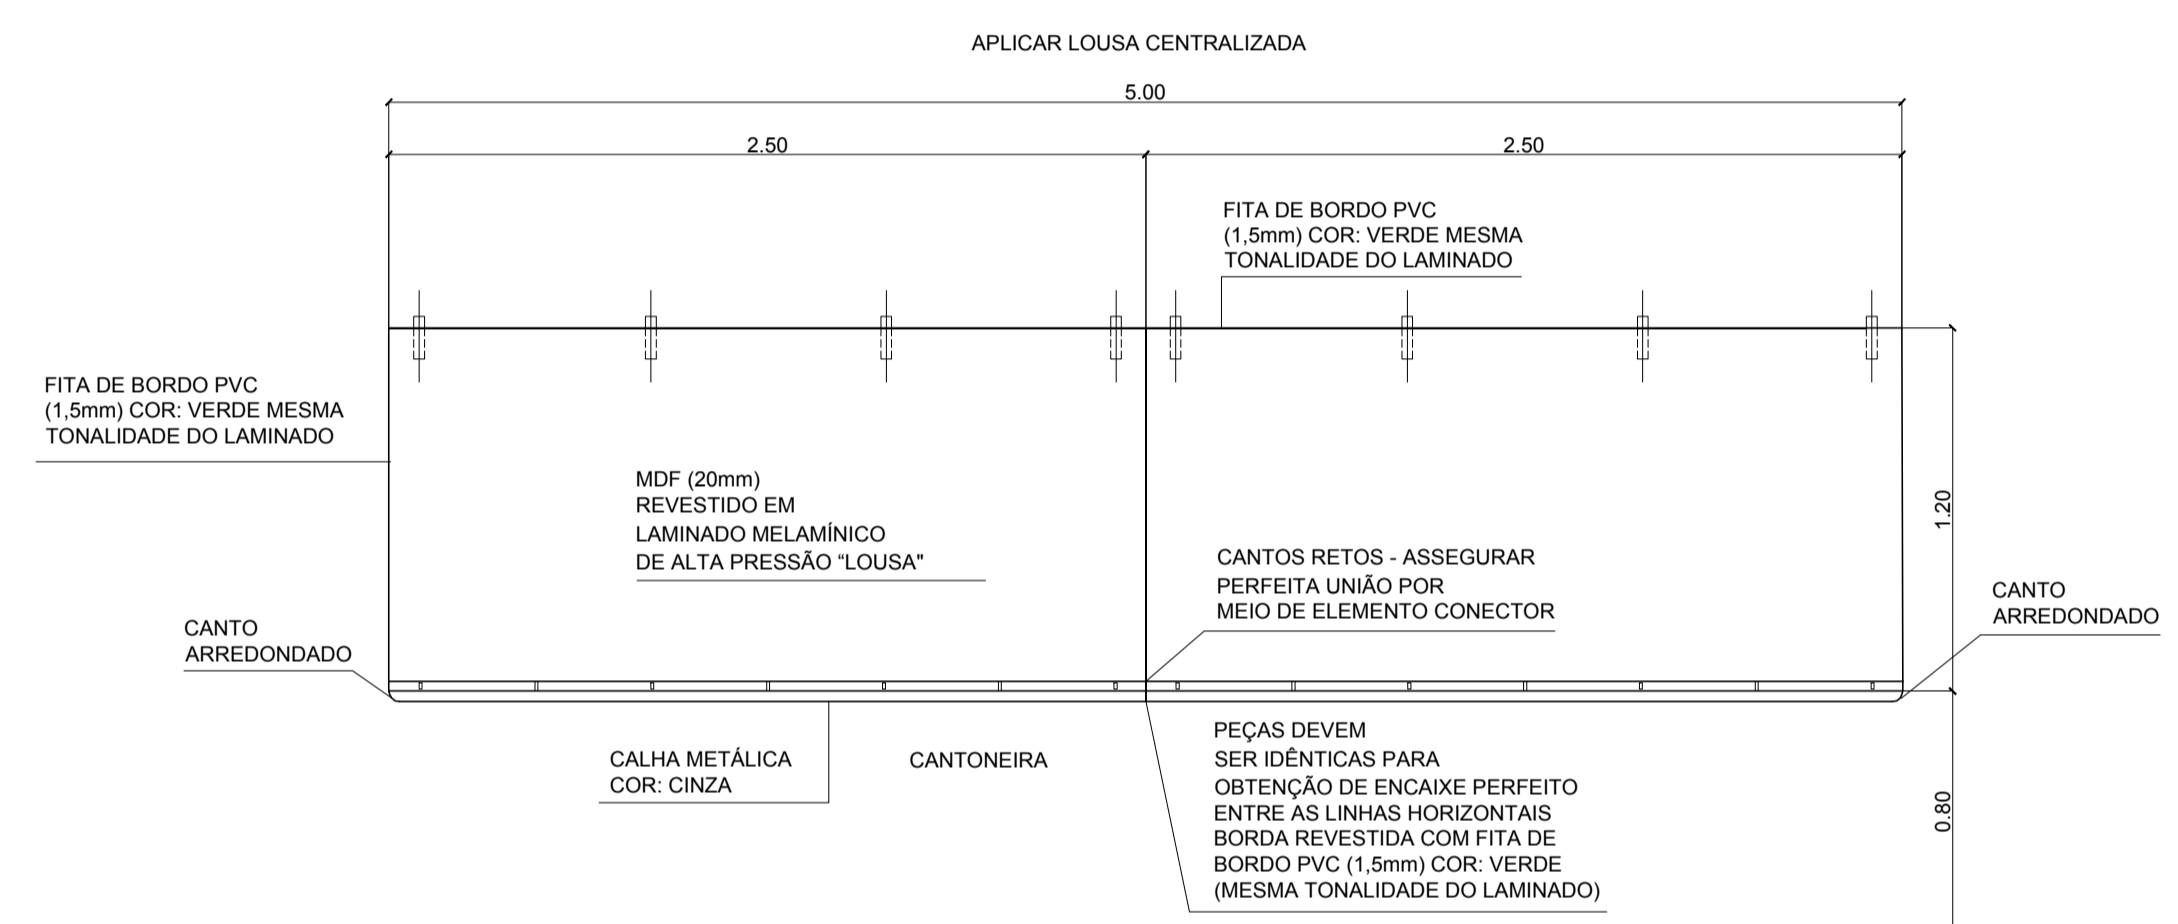 APLICAR LOUSA CENTRALIZADA
5.00
2.50
2.50
FITA DE BORDO PVC
(1,5mm) COR: VERDE MESMA
TONALIDADE DO LAMINADO
FITA DE BORDO PVC
(1,5mm) COR: VERDE MESMA
TONALIDADE DO LAMINADO
MDF (20mm)
REVESTIDO EM
LAMINADO MELAMÍNICO
DE ALTA PRESSÃO “LOUSA"
1.20
CANTOS RETOS - ASSEGURAR
PERFEITA UNIÃO POR
MEIO DE ELEMENTO CONECTOR
CANTO
ARREDONDADO
CANTO
ARREDONDADO
CALHA METÁLICA
COR: CINZA
CANTONEIRA
PEÇAS DEVEM
SER IDÊNTICAS PARA
OBTENÇÃO DE ENCAIXE PERFEITO
ENTRE AS LINHAS HORIZONTAIS
BORDA REVESTIDA COM FITA DE
BORDO PVC (1,5mm) COR: VERDE
(MESMA TONALIDADE DO LAMINADO)
0.80